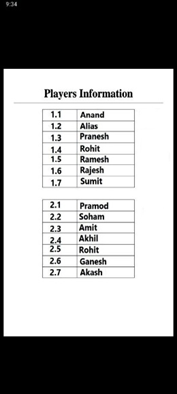 9:34
Players Information
1.1 Anand
1.2 Alias
1.3 Pranesh
1.4 Rohit
1.5 Ramesh
1.6 Rajesh
1.7 Sumit
2.1 Pramod
2.2 Soham
2.3 Amit
2.4 Akhil
2.5 Rohit
2.6 Ganesh
2.7 Akash